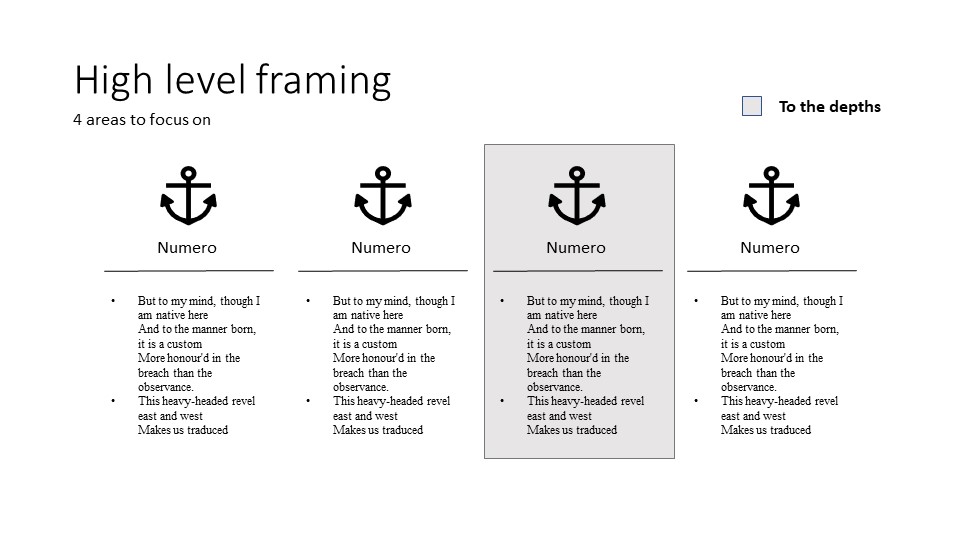 High level framing
4 areas to focus on
To the depths
Numero
• But to my mind, though I
am native here
And to the manner born,
it is a custom
More honour'd in the
breach than the
observance.
• This heavy-headed revel
east and west
Makes us traduced
Numero
• But to my mind, though I
am native here
And to the manner born,
it is a custom
More honour'd in the
breach than the
observance.
• This heavy-headed revel
east and west
Makes us traduced
Numero
• But to my mind, though I
am native here
And to the manner born,
it is a custom
More honour'd in the
breach than the
observance.
• This heavy-headed revel
east and west
Makes us traduced
Numero
• But to my mind, though I
am native here
And to the manner born,
it is a custom
More honour'd in the
breach than the
observance.
• This heavy-headed revel
east and west
Makes us traduced